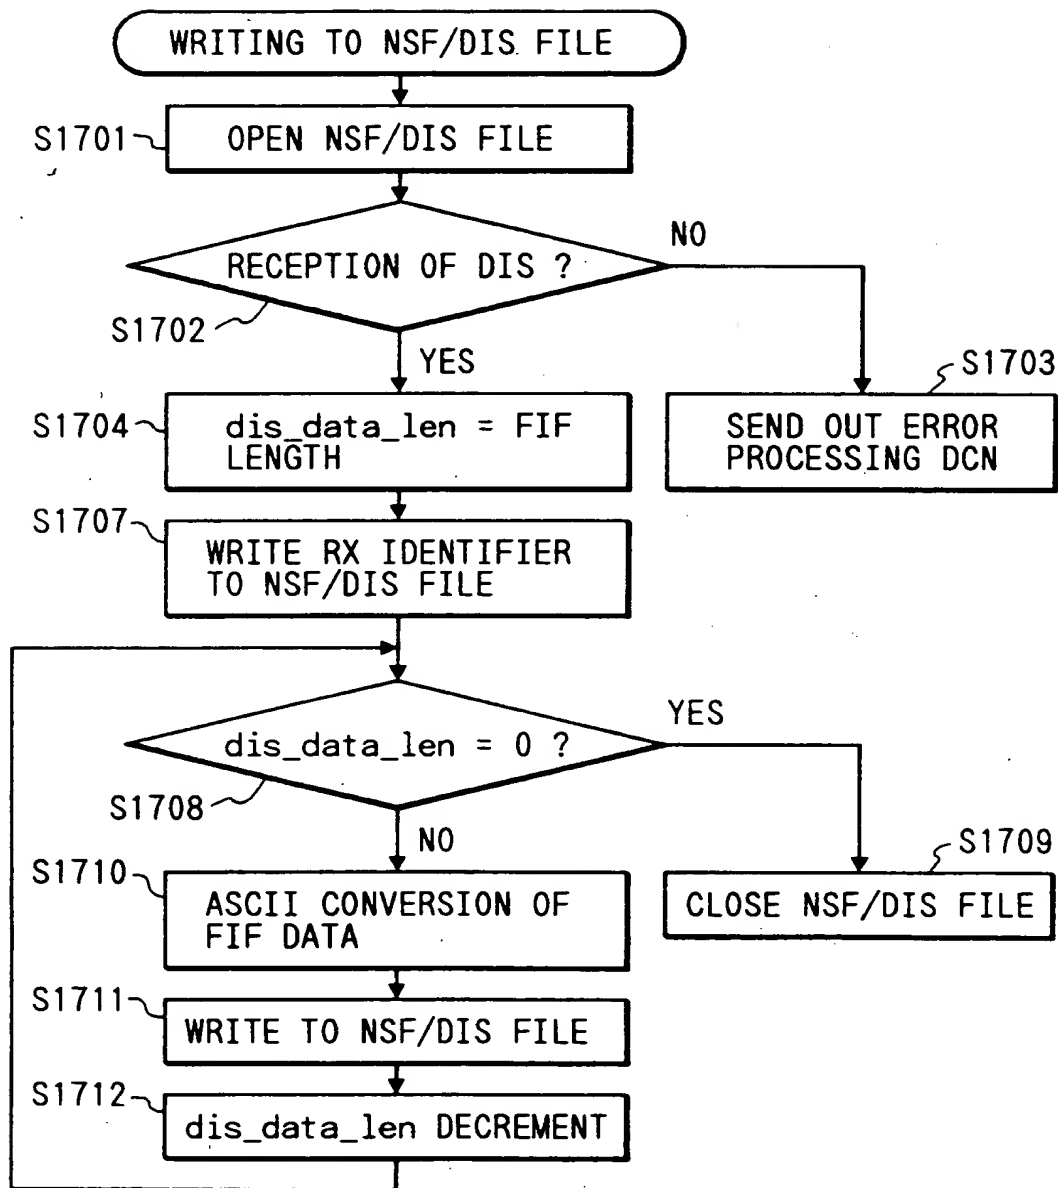 WRITING TO NSF/DIS FILE
S1701
OPEN NSF/DIS FILE
RECEPTION OF DIS ?
NO
S1702
YES
S1703
S1704
dis_data_len = FIF
LENGTH
SEND OUT ERROR
PROCESSING DCN
S1707
WRITE RX IDENTIFIER
TO NSF/DIS FILE
dis_data_len = 0 ?
YES
S1708
NO
S1709
S1710
ASCII CONVERSION OF
FIF DATA
CLOSE NSF/DIS FILE
S1711
WRITE TO NSF/DIS FILE
S1712
dis_data_len DECREMENT